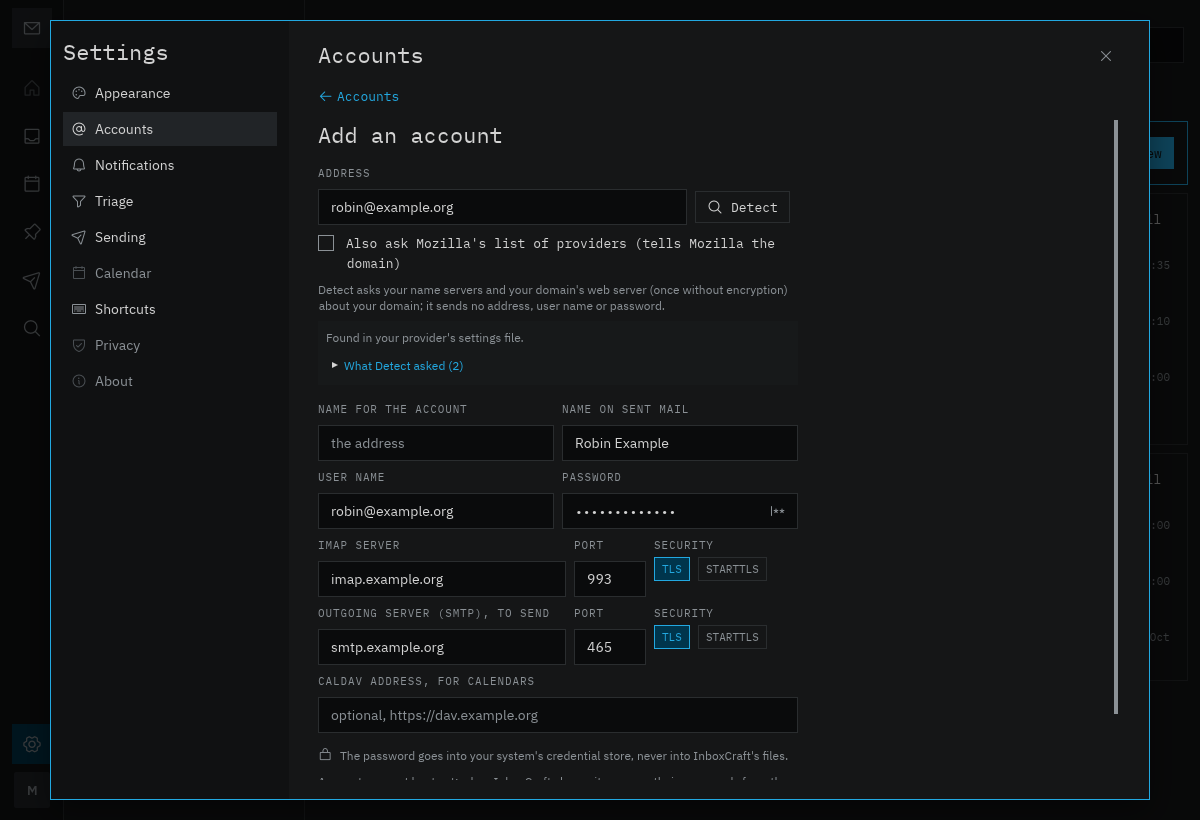 Settings
Appearance
Accounts
Notifications
Triage
Sending
Calendar
Shortcuts
Privacy
About
M
Accounts
← Accounts
Add an account
ADDRESS
robin@example.org
Detect
Also ask Mozilla's list of providers (tells Mozilla the
domain)
Detect asks your name servers and your domain's web server (once without encryption)
about your domain; it sends no address, user name or password.
Found in your provider's settings file.
What Detect asked (2)
NAME FOR THE ACCOUNT NAME ON SENT MAIL
the address Robin Example
USER NAME PASSWORD
robin@example.org ••••••••••••• |**
IMAP SERVER PORT SECURITY
imap.example.org 993 TLS STARTTLS
OUTGOING SERVER (SMTP), TO SEND PORT SECURITY
smtp.example.org 465 TLS STARTTLS
CALDAV ADDRESS, FOR CALENDARS
optional, https://dav.example.org
The password goes into your system's credential store, never into InboxCraft's files.
:35
:10
:00
:00
:00
Oct